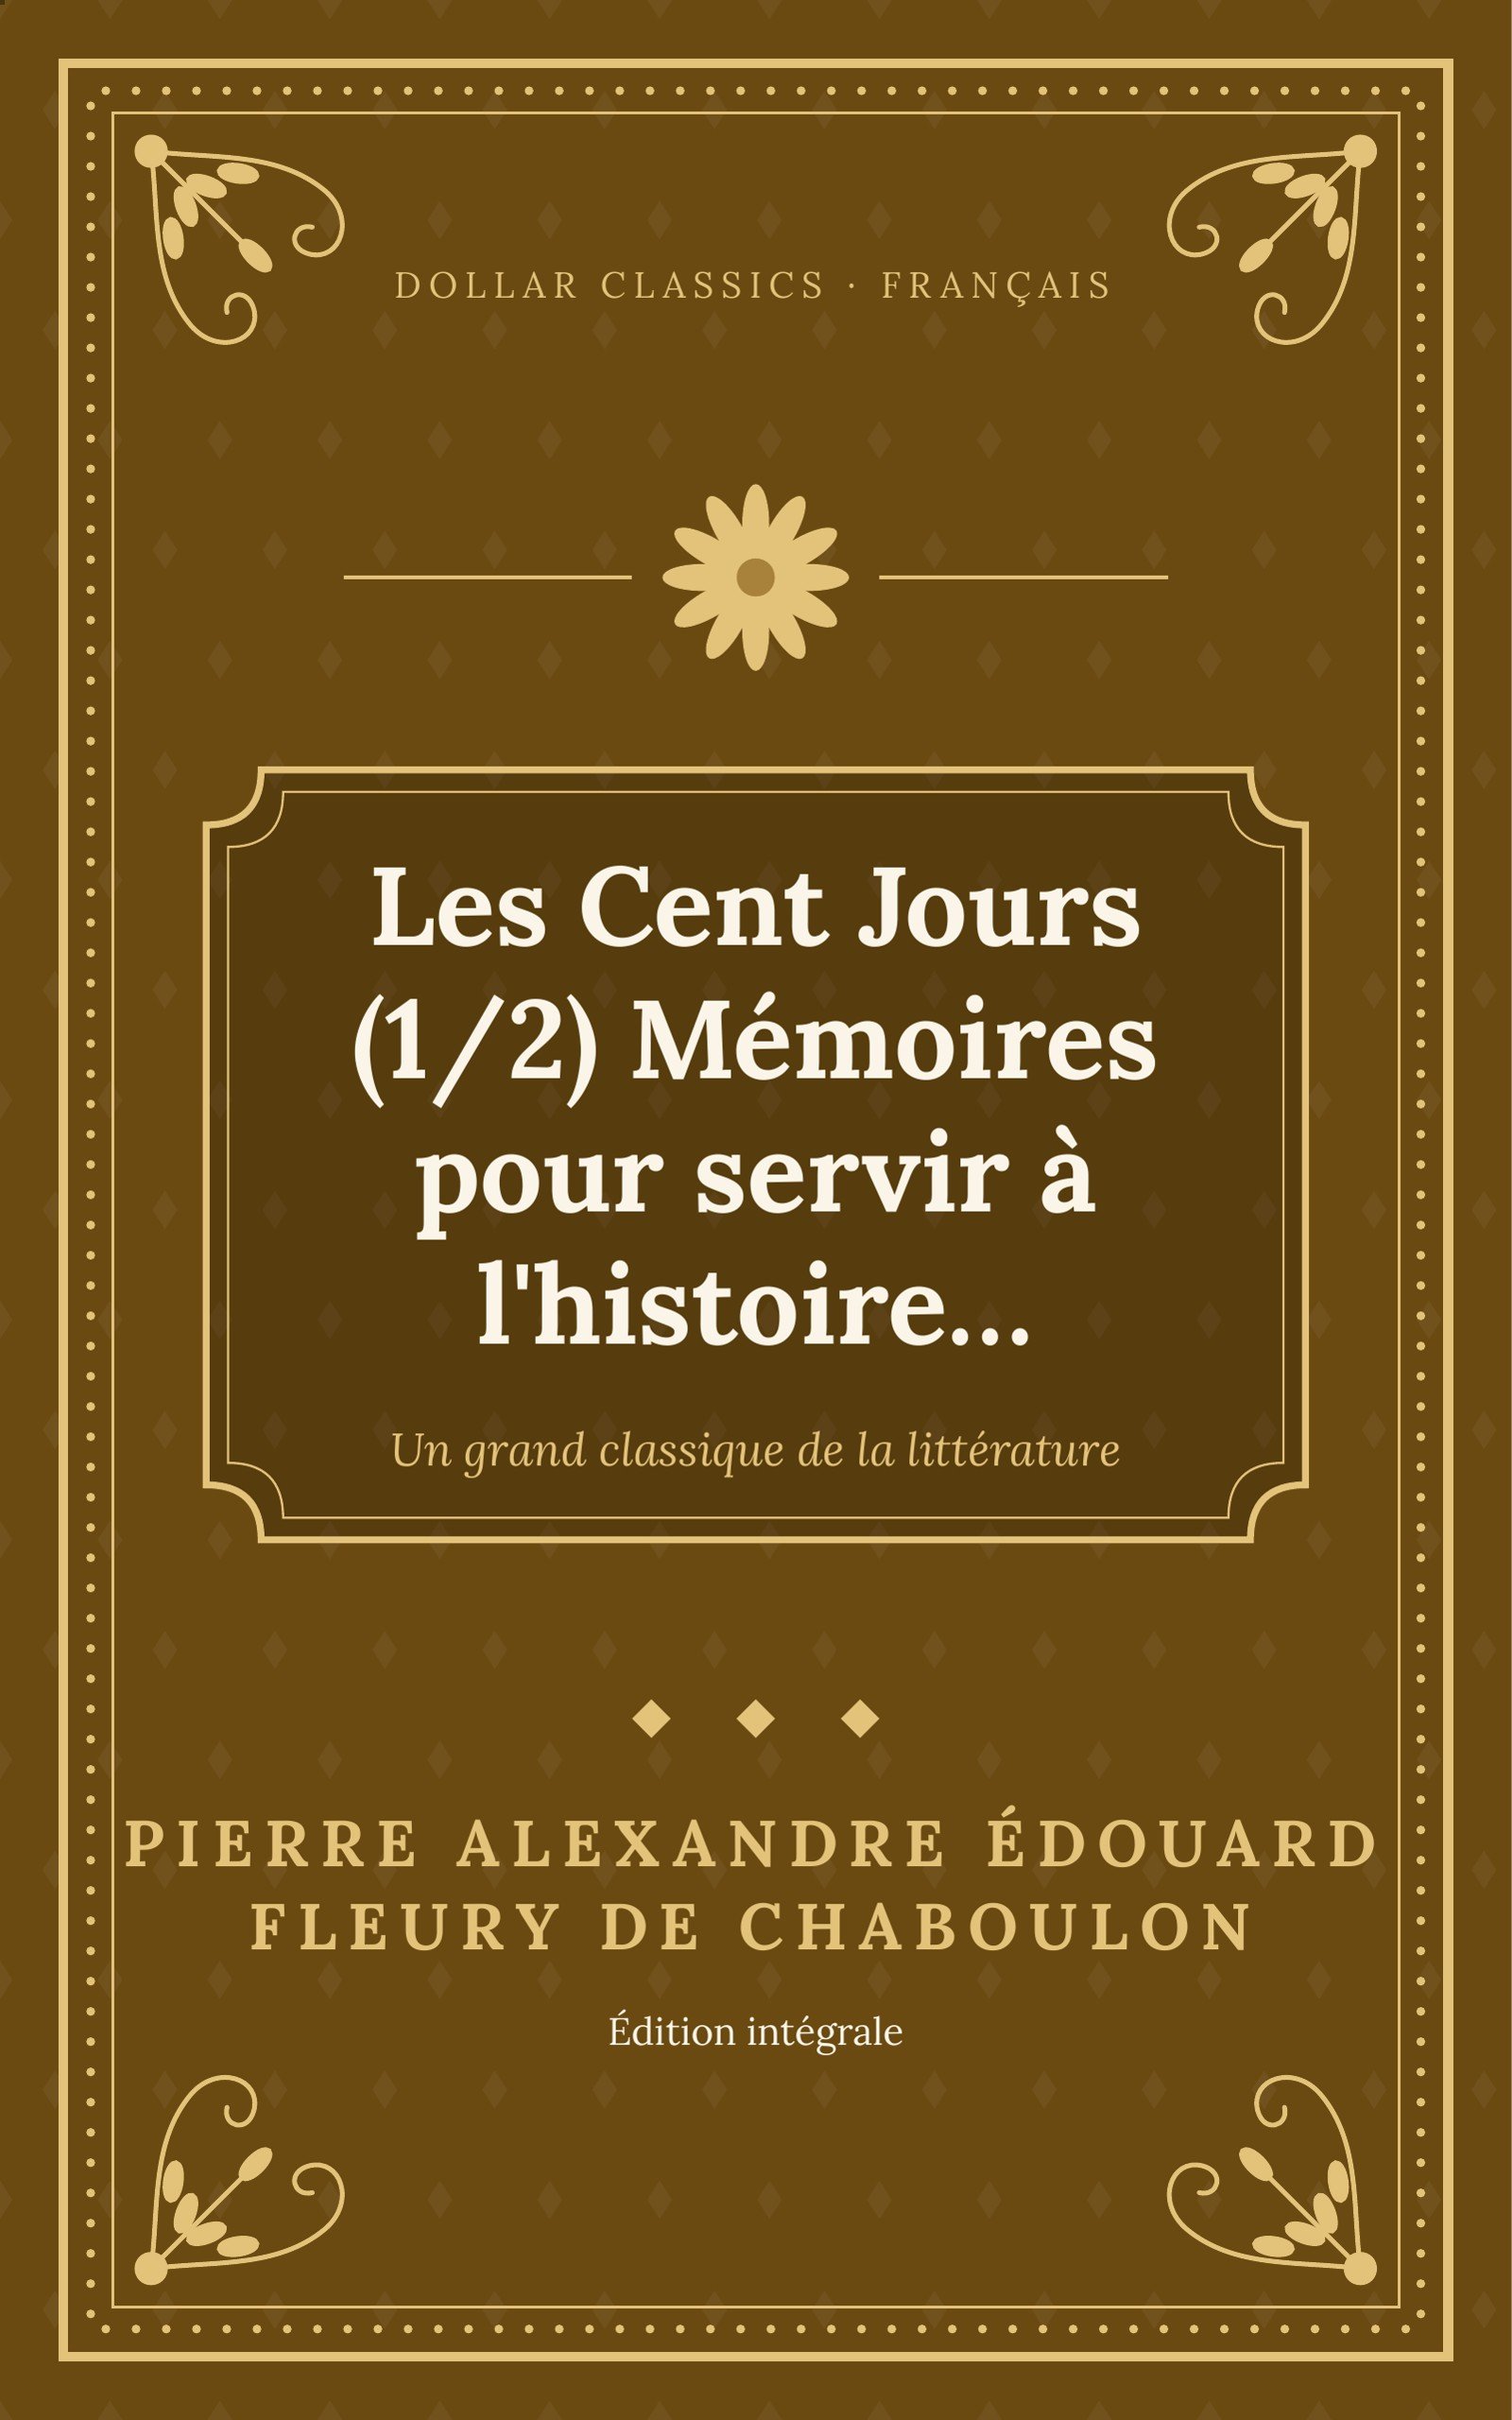 DOLLAR CLASSICS · FRANÇAIS
Les Cent Jours
(1/2) Mémoires
pour servir à
l'histoire...
Un grand classique de la littérature
PIERRE ALEXANDRE ÉDOUARD
FLEURY DE CHABOULON
Édition intégrale